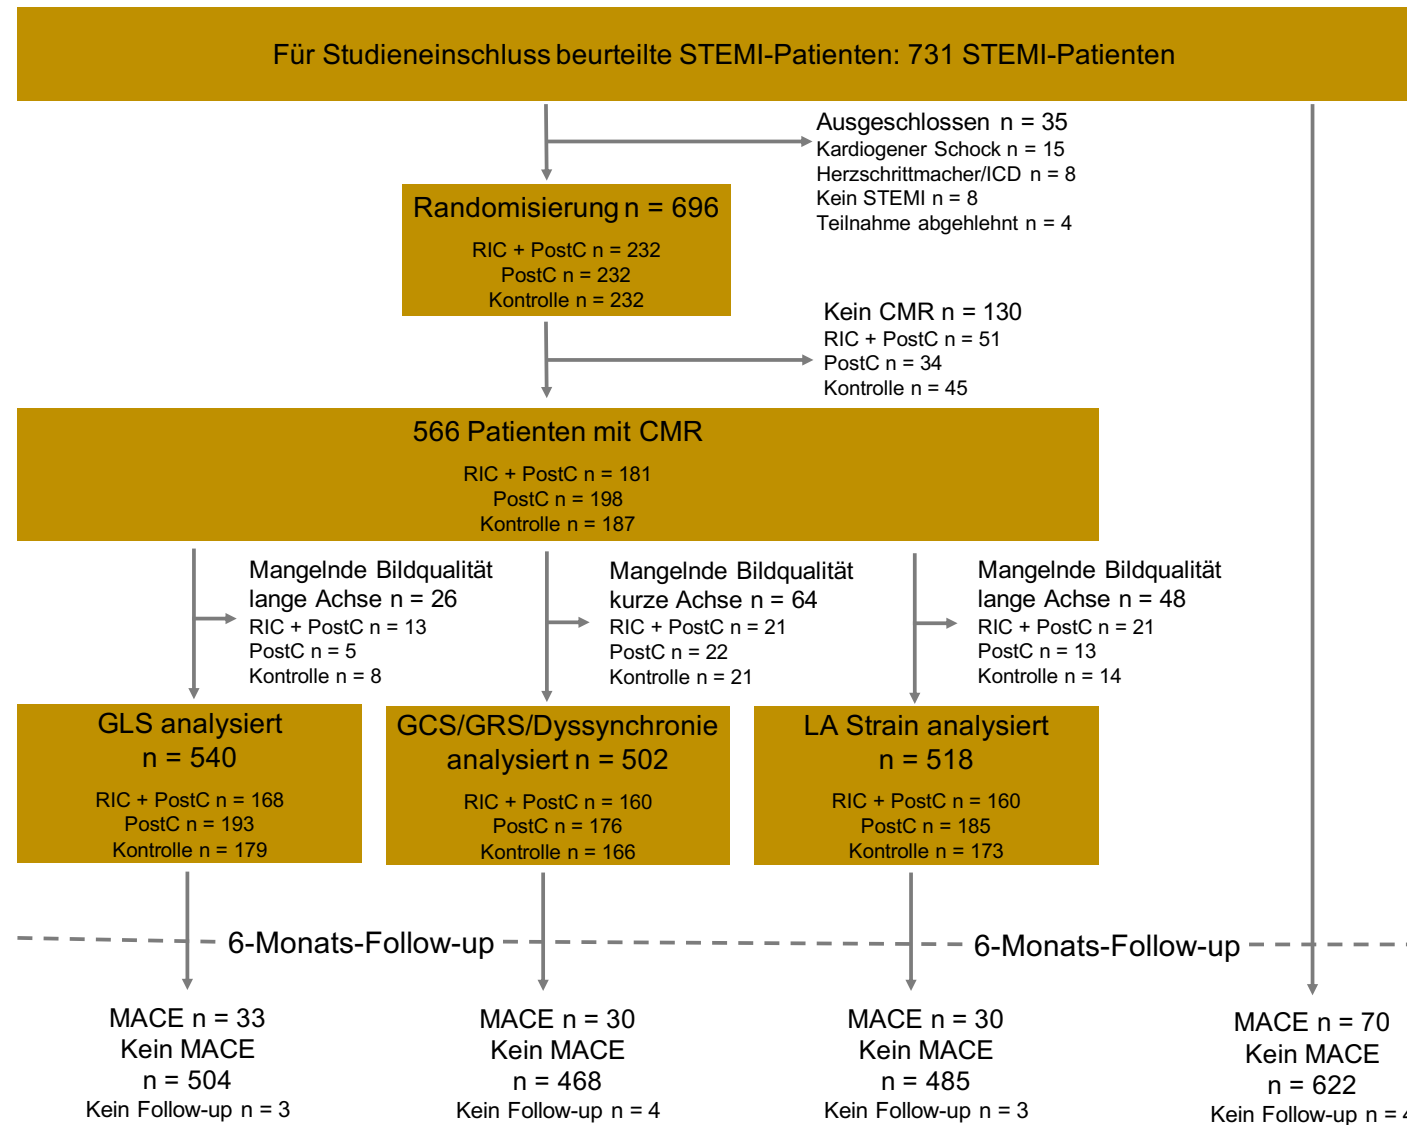 Für Studieneinschluss beurteilte STEMI-Patienten: 731 STEMI-Patienten
Ausgeschlossen n = 35
Kardiogener Schock n = 15
Herzschrittmacher/ICD n = 8
Kein STEMI n = 8
Teilnahme abgehlehnt n = 4
Randomisierung n = 696
RIC + PostC n = 232
PostC n = 232
Kontrolle n = 232
Kein CMR n = 130
RIC + PostC n = 51
PostC n = 34
Kontrolle n = 45
566 Patienten mit CMR
RIC + PostC n = 181
PostC n = 198
Kontrolle n = 187
Mangelnde Bildqualität
lange Achse n = 26
RIC + PostC n = 13
PostC n = 5
Kontrolle n = 8
Mangelnde Bildqualität
kurze Achse n = 64
RIC + PostC n = 21
PostC n = 22
Kontrolle n = 21
Mangelnde Bildqualität
lange Achse n = 48
RIC + PostC n = 21
PostC n = 13
Kontrolle n = 14
GLS analysiert
n = 540
RIC + PostC n = 168
PostC n = 193
Kontrolle n = 179
GCS/GRS/Dyssynchronie
analysiert n = 502
RIC + PostC n = 160
PostC n = 176
Kontrolle n = 166
LA Strain analysiert
n = 518
RIC + PostC n = 160
PostC n = 185
Kontrolle n = 173
6-Monats-Follow-up
6-Monats-Follow-up
MACE n = 33
Kein MACE
n = 504
Kein Follow-up n = 3
MACE n = 30
Kein MACE
n = 468
Kein Follow-up n = 4
MACE n = 30
Kein MACE
n = 485
Kein Follow-up n = 3
MACE n = 70
Kein MACE
n = 622
Kein Follow-up n = 4